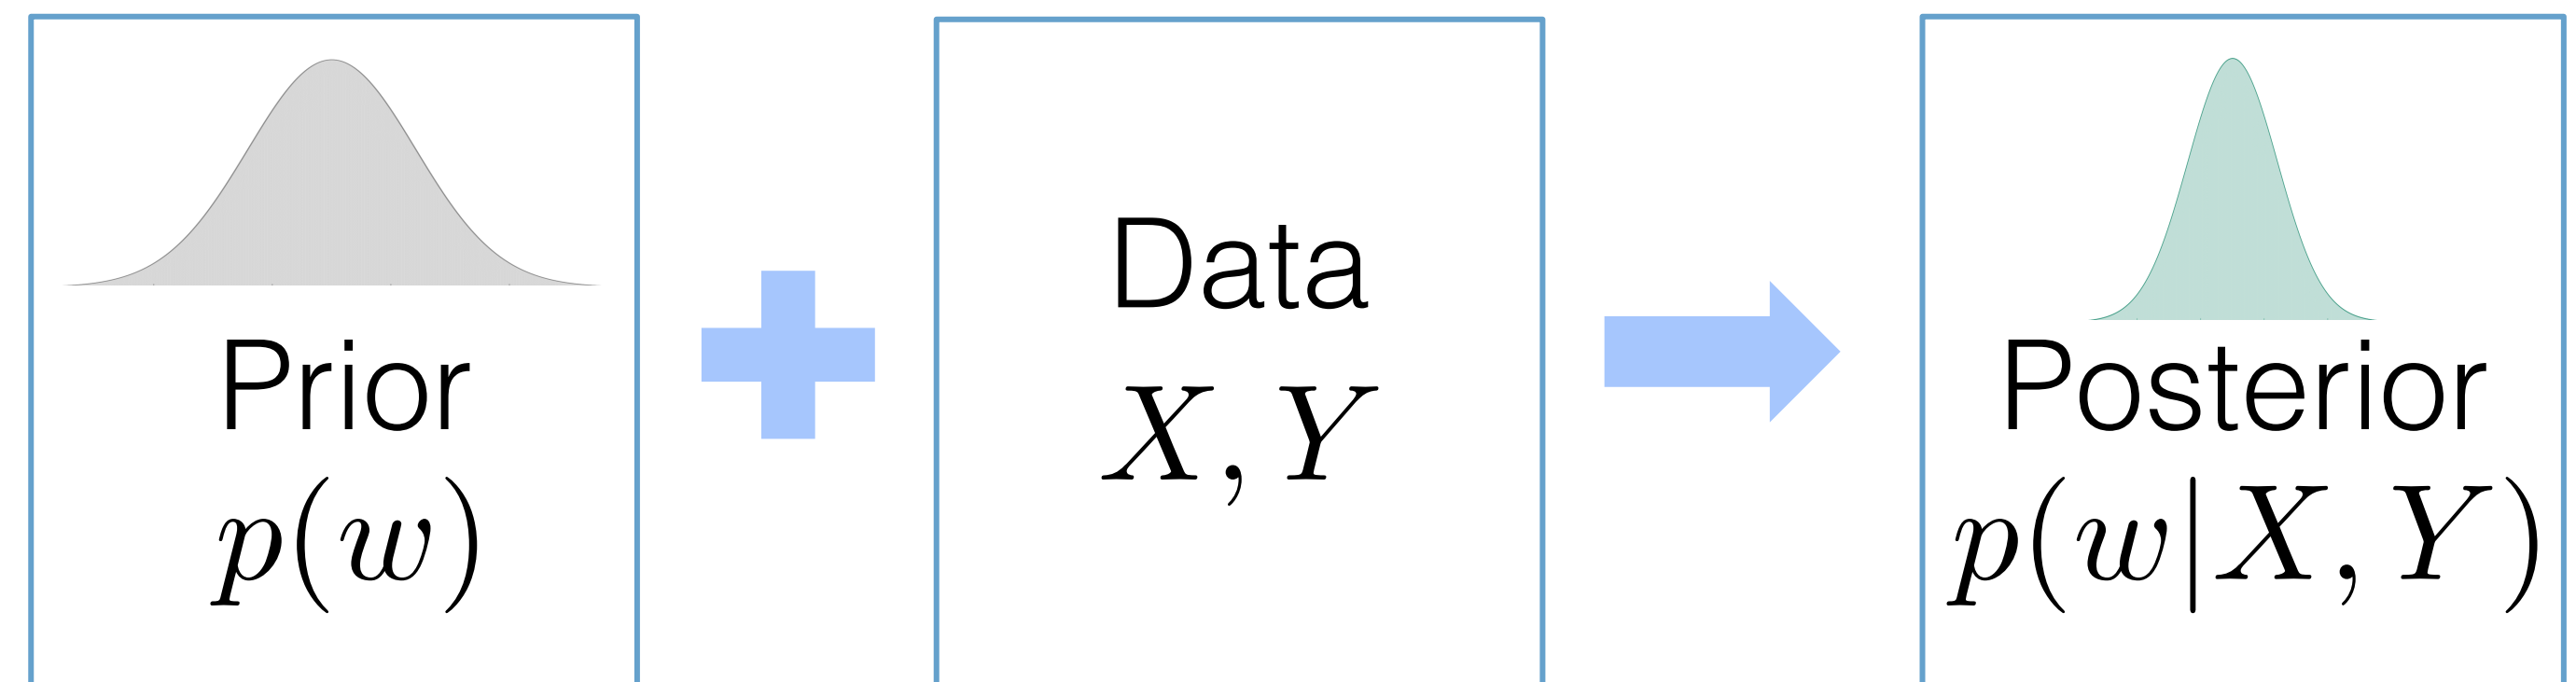 Prior
p(w)
Data
X, Y
Posterior
p(w|X, Y)